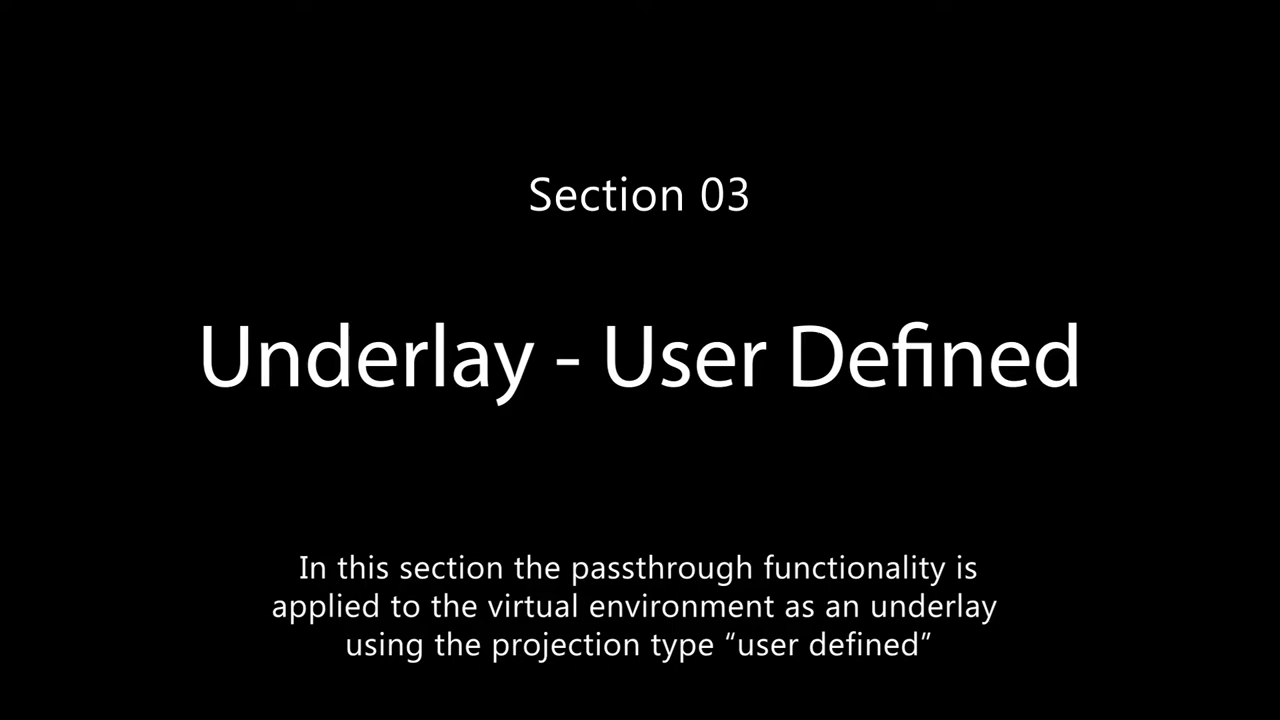 Section 03
Underlay - User Defined
In this section the passthrough functionality is
applied to the virtual environment as an underlay
using the projection type “user defined”